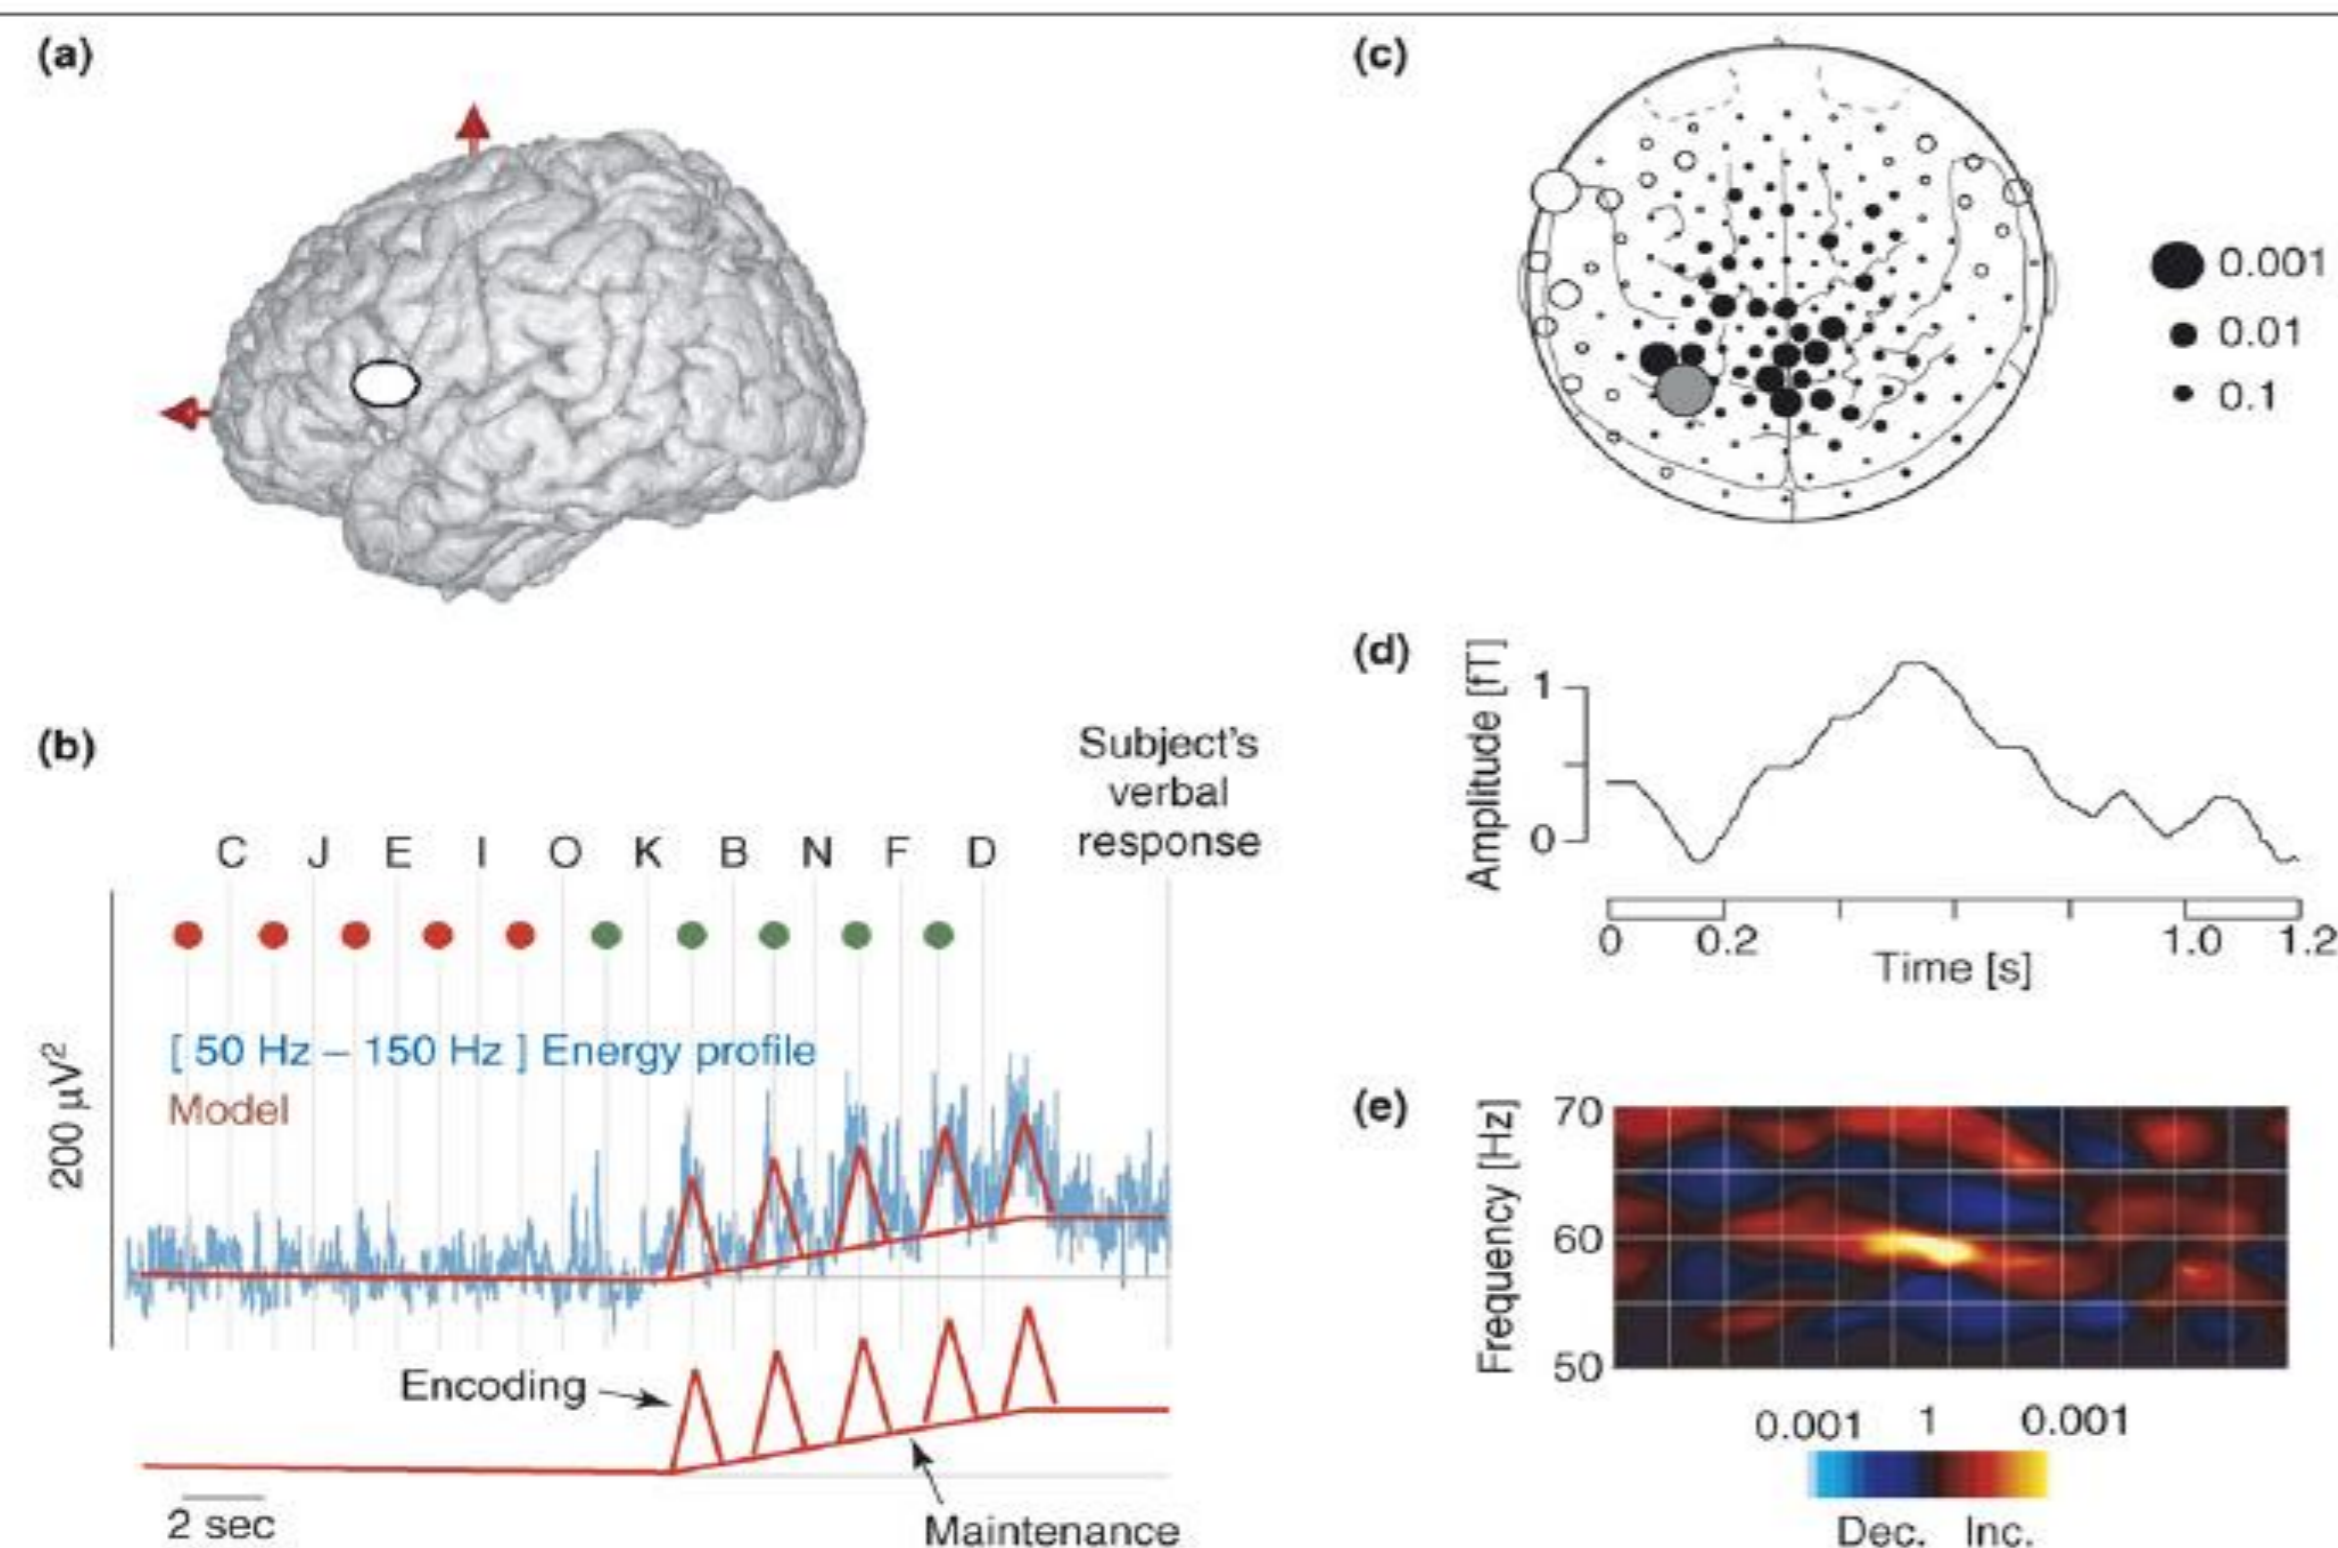 (a)
(b)
Subject's
verbal
response
C J E I O K B N F D
200 µV²
[ 50 Hz – 150 Hz ] Energy profile
Model
Encoding
Maintenance
2 sec
(c)
0.001
0.01
0.1
(d)
Amplitude [fT]
1
0
0 0.2 1.0 1.2
Time [s]
(e)
Frequency [Hz]
70
60
50
0.001 1 0.001
Dec. Inc.